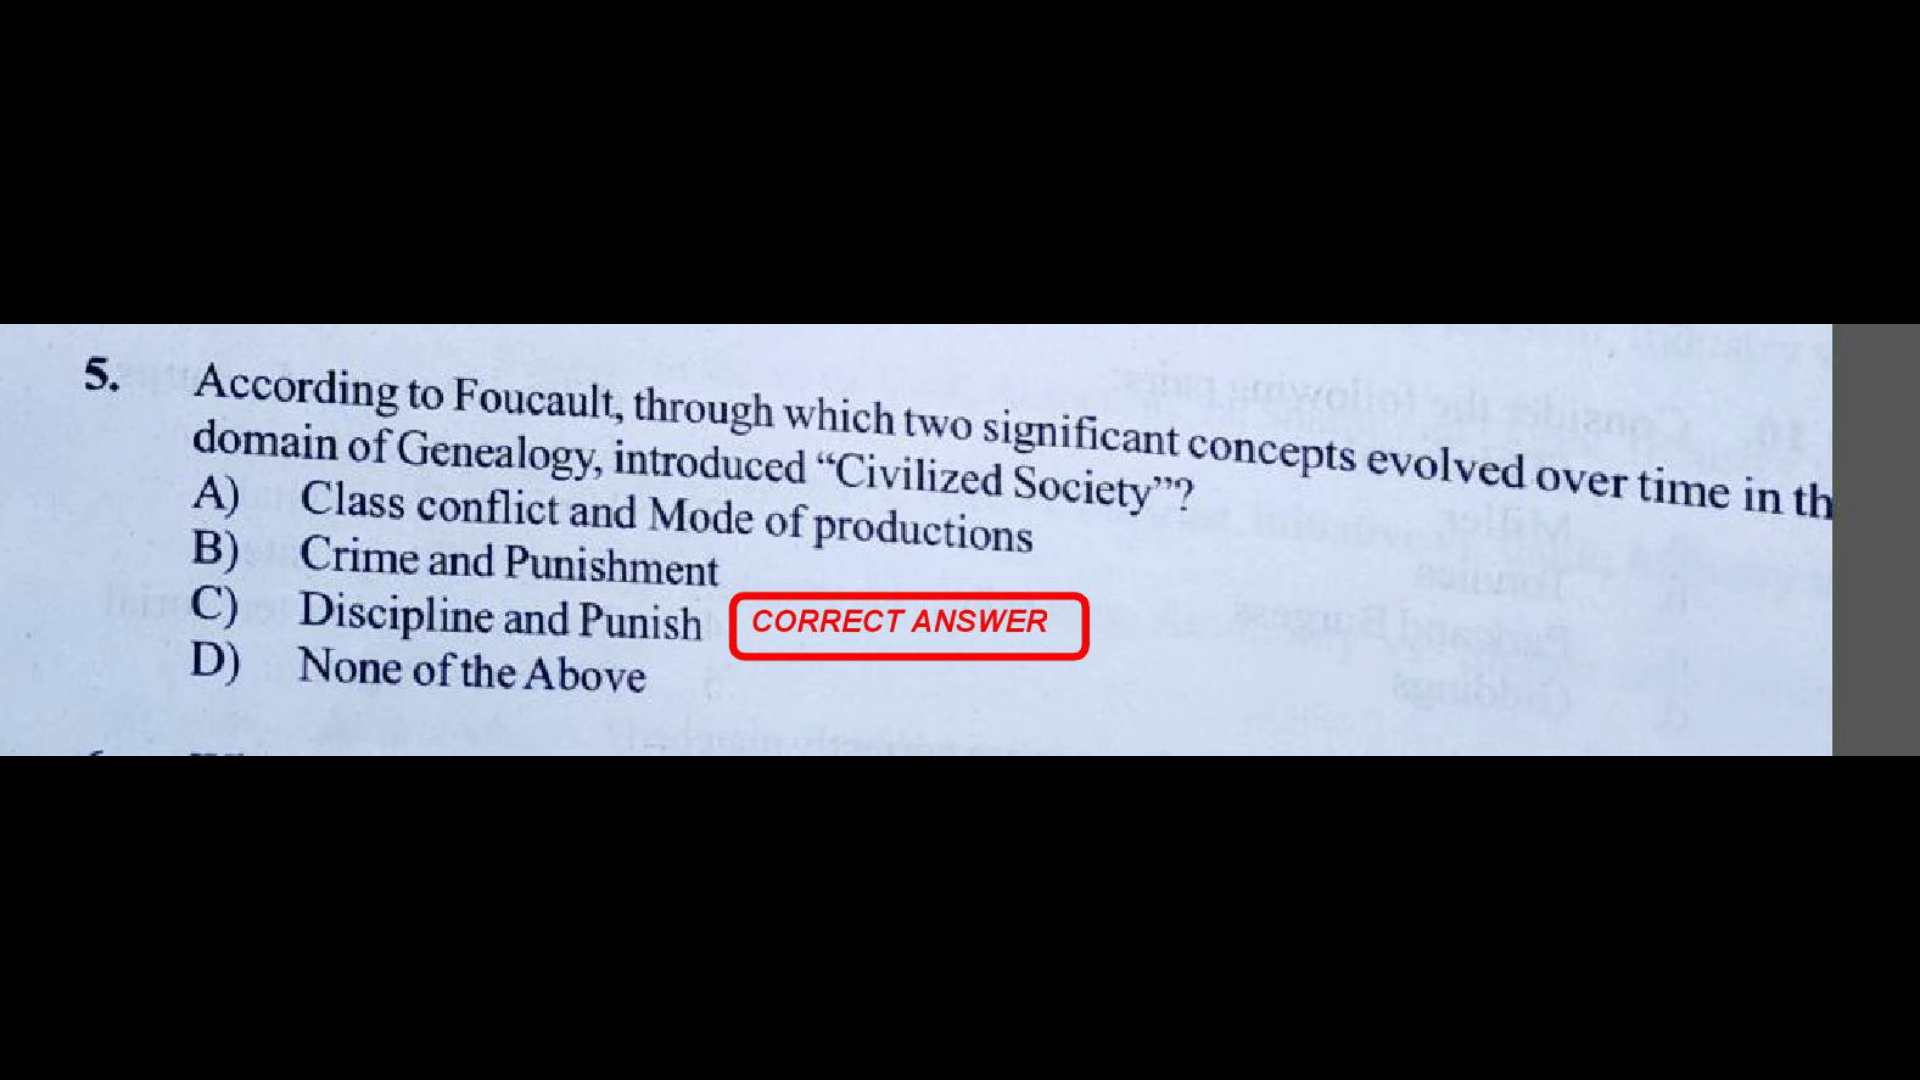 5. According to Foucault, through which two significant concepts evolved over time in th
domain of Genealogy, introduced “Civilized Society”?
A) Class conflict and Mode of productions
B) Crime and Punishment
C) Discipline and Punish CORRECT ANSWER
D) None of the Above